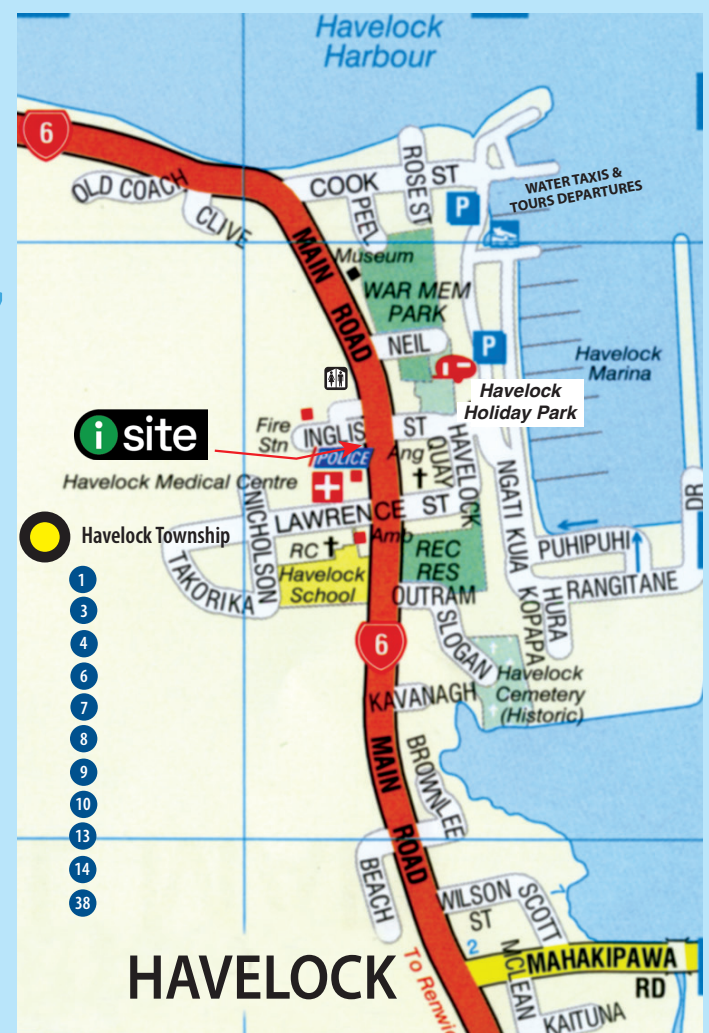 Havelock
Harbour
6
OLD COACH
CLIVE
COOK ST
ROSE ST
PEEL
P
WATER TAXIS &
TOURS DEPARTURES
MAIN ROAD
Museum
WAR MEM
PARK
NEIL
P
Havelock
Marina
Havelock
Holiday Park
i site
Fire
Stn
INGLIS ST
POLICE
Ang
QUAY
HAVELOCK
Havelock Medical Centre
NICHOLSON
LAWRENCE ST
NGATI KUA
DR
Havelock Township
RC
Amb
REC
RES
PUHIPUHI
TAKORIKA
Havelock
School
OUTRAM
SLOGAN
KOPAPA
HURA
RANGITANE
1
3
4
6
7
8
9
10
13
14
38
6
Havelock
Cemetery
(Historic)
KAVANAGH
MAIN ROAD
BROWNLEE
BEACH
WILSON
ST
SCOTT
2
MCLEAN
MAHAKIPAWA
RD
KAITUNA
To Renwic
HAVELOCK